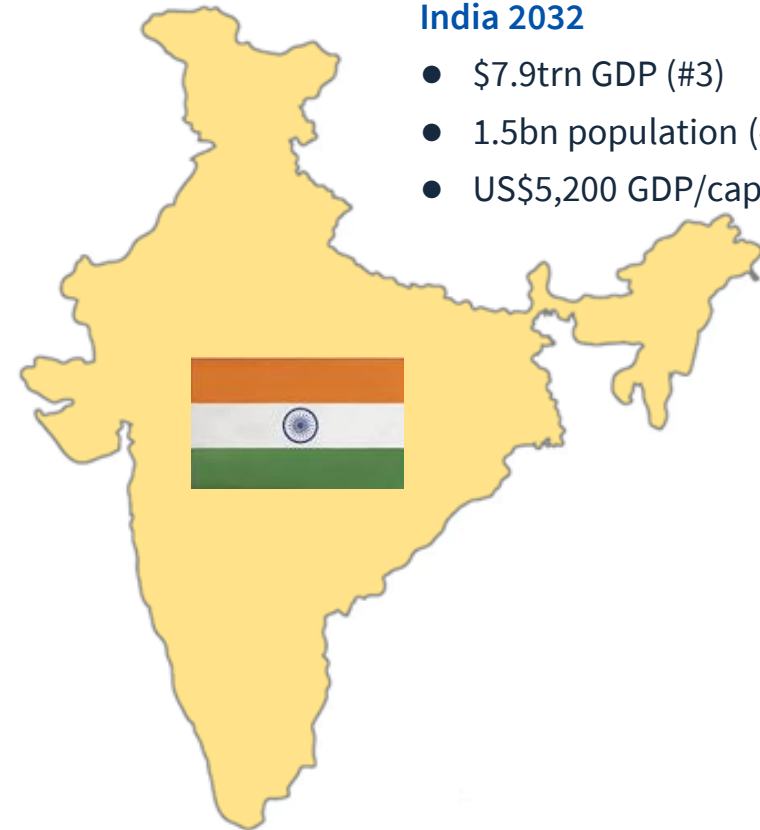 India 2032
● $7.9trn GDP (#3)
● 1.5bn population (
● US$5,200 GDP/cap